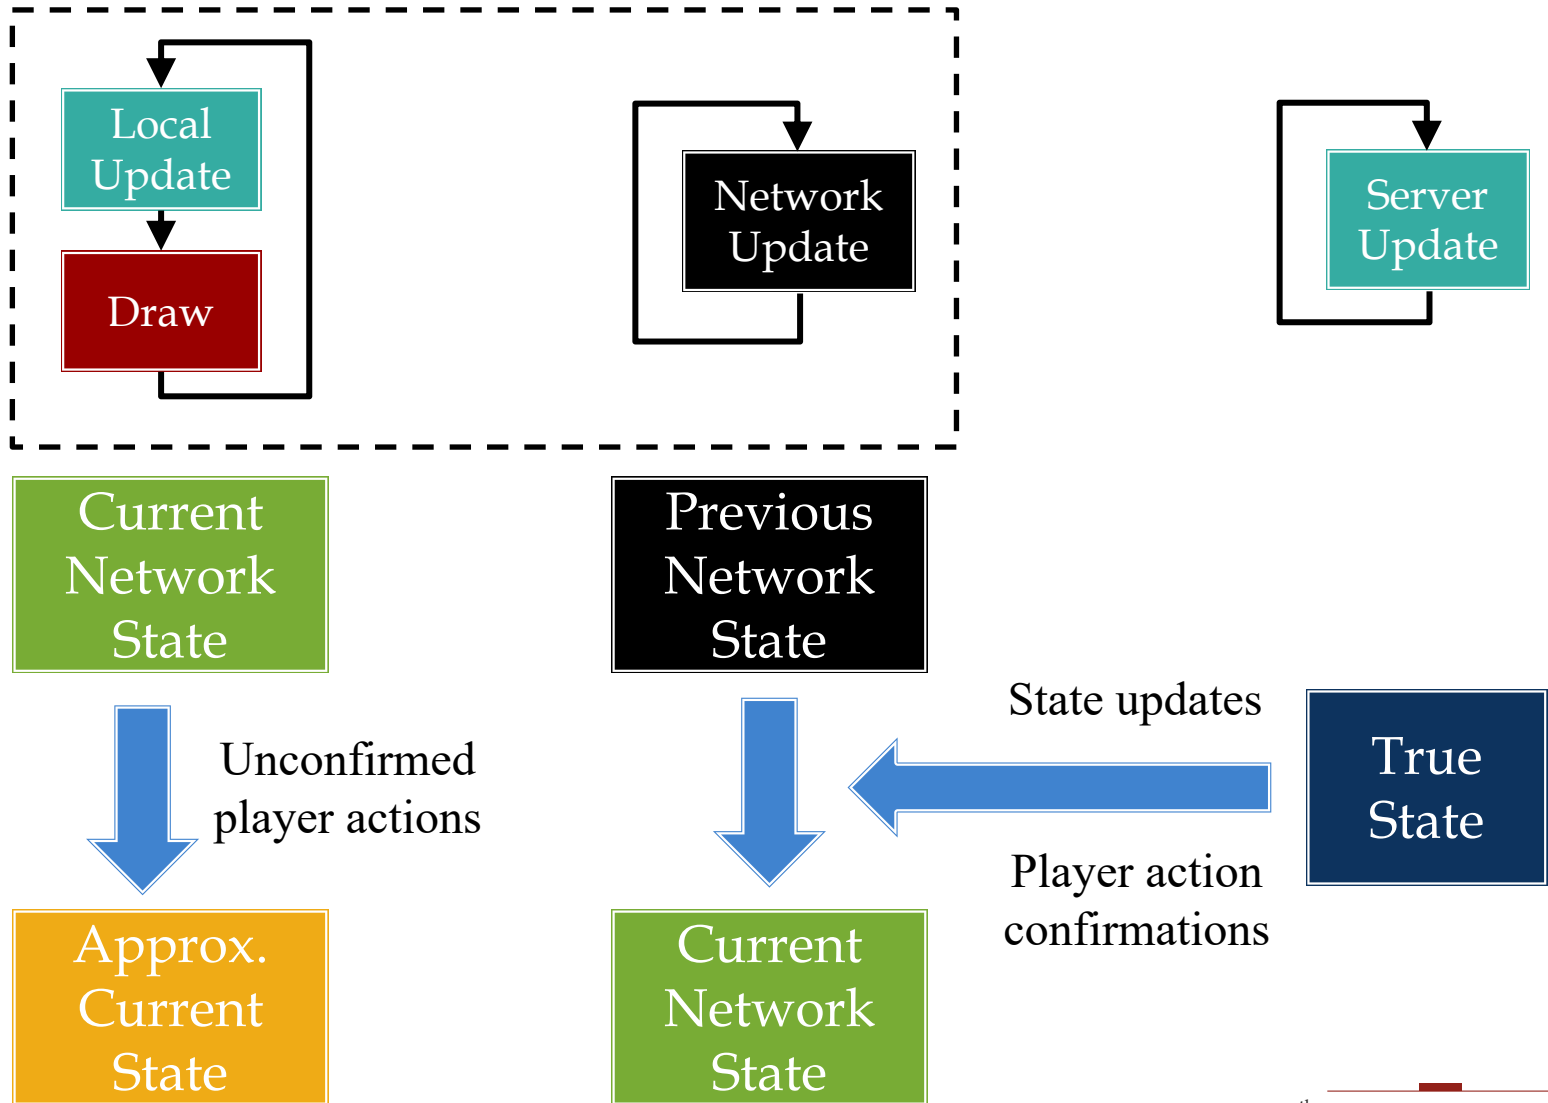 Local
Update
Draw
Network
Update
Server
Update
Current
Network
State
Previous
Network
State
Unconfirmed
player actions
State updates
Player action
confirmations
True
State
Approx.
Current
State
Current
Network
State